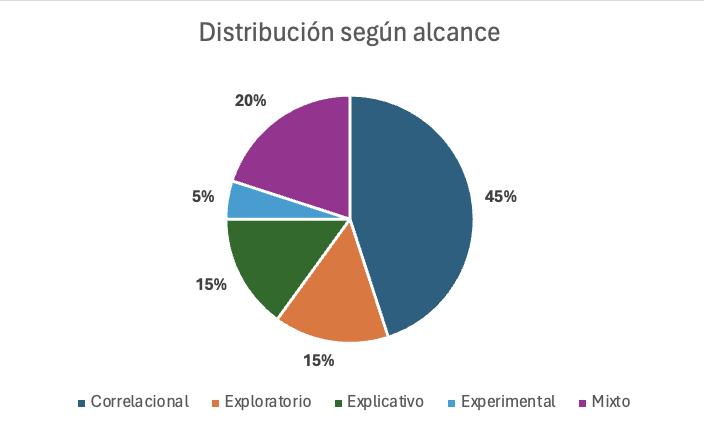 Distribución según alcance
20%
45%
5%
15%
15%
Correlacional Exploratorio Explicativo Experimental Mixto